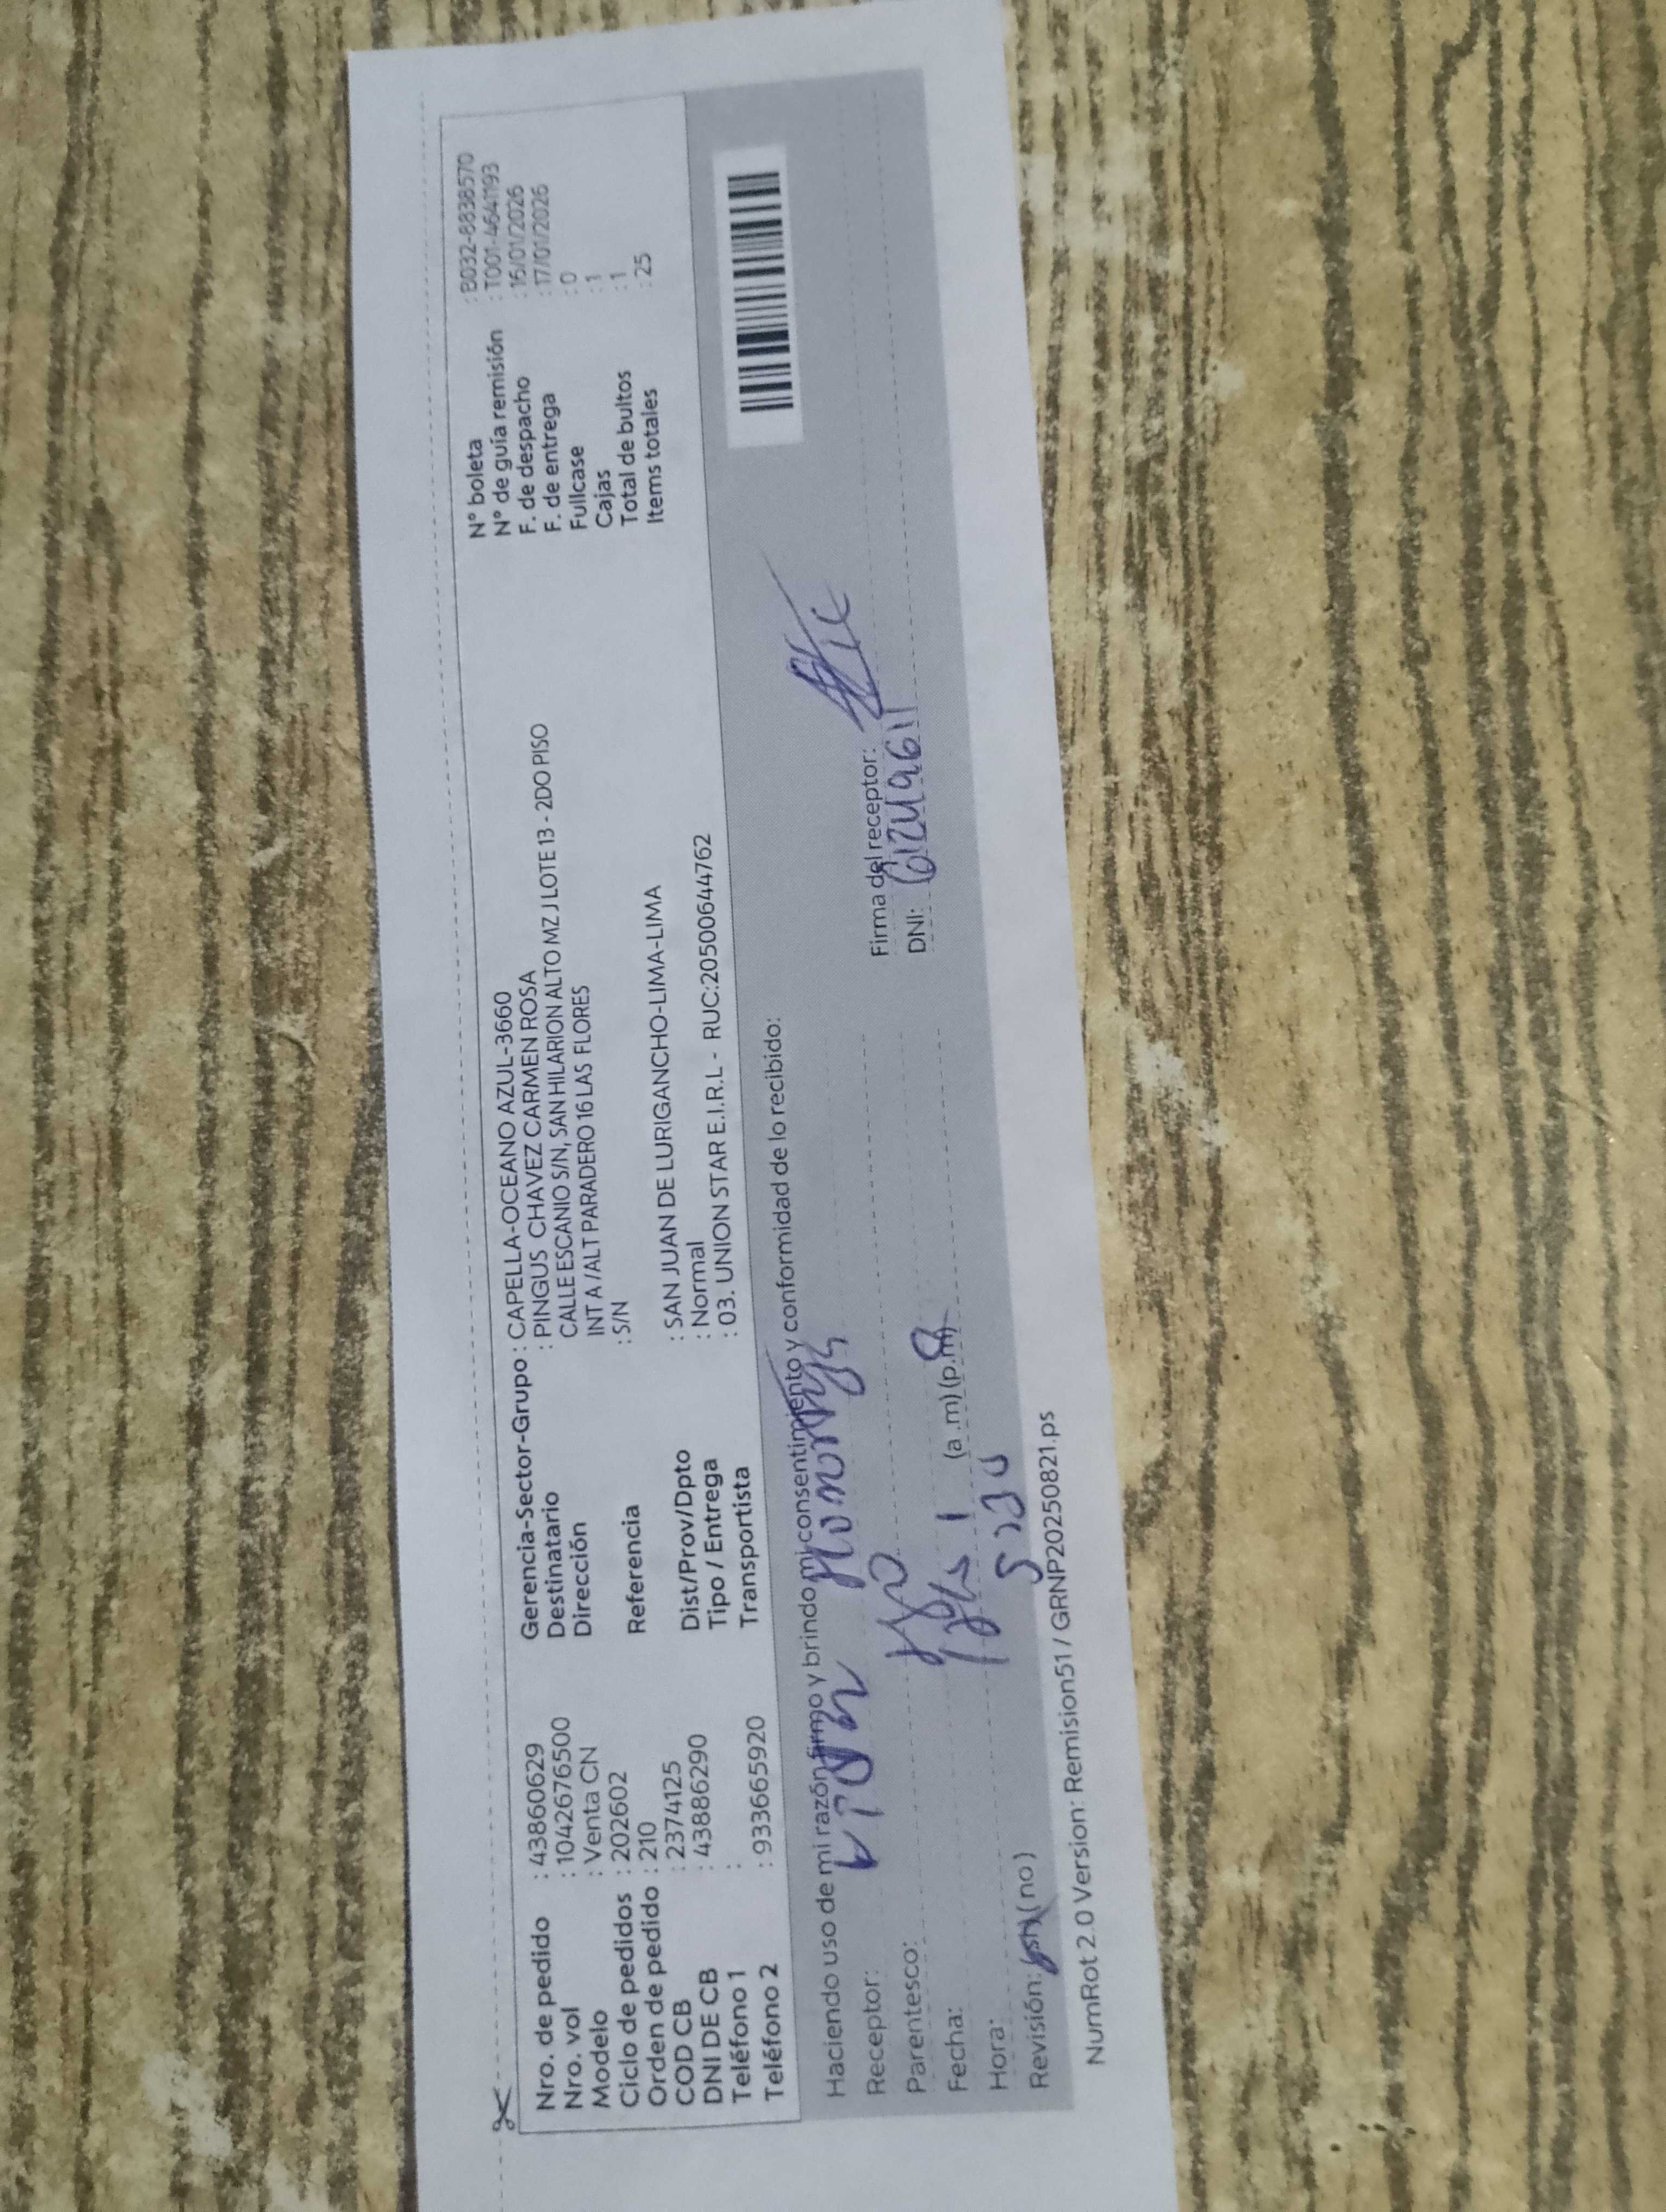 Nro. de pedido : 43860629
Nro. vol : 10426776500
Modelo : Venta CN
Ciclo de pedidos : 202602
Orden de pedido : 210
COD CB : 2374125
DNI DE CB : 43886290
Teléfono 1 :
Teléfono 2 : 933665920
Gerencia-Sector-Grupo : CAPELLA-OCEANO AZUL-3660
Destinatario : PINGUS CHAVEZ CARMEN ROSA
Dirección CALLE ESCANIO S/N, SAN HILARION ALTO MZ J LOTE 13 - 2DO PISO
INT A /ALT PARADERO 16 LAS FLORES
Referencia : S/N
Dist/Prov/Dpto : SAN JUAN DE LURIGANCHO-LIMA-LIMA
Tipo / Entrega : Normal
Transportista : 03. UNION STAR E.I.R.L - RUC:20500644762
N° boleta : B032-8838570
N° de guía remisión : T001-4641193
F. de despacho : 16/01/2026
F. de entrega : 17/01/2026
Fullcase : 0
Cajas : 1
Total de bultos : 1
Items totales : 25
Haciendo uso de mi razón firmo y brindo mi consentimiento y conformidad de lo recibido:
Receptor:
Parentesco:
Fecha:
Hora: (a.m) (p.m)
Revisión: (si) (no)
Firma del receptor:
DNI:
NumRot 2.0 Version: Remision51 / GRNP20250821.ps